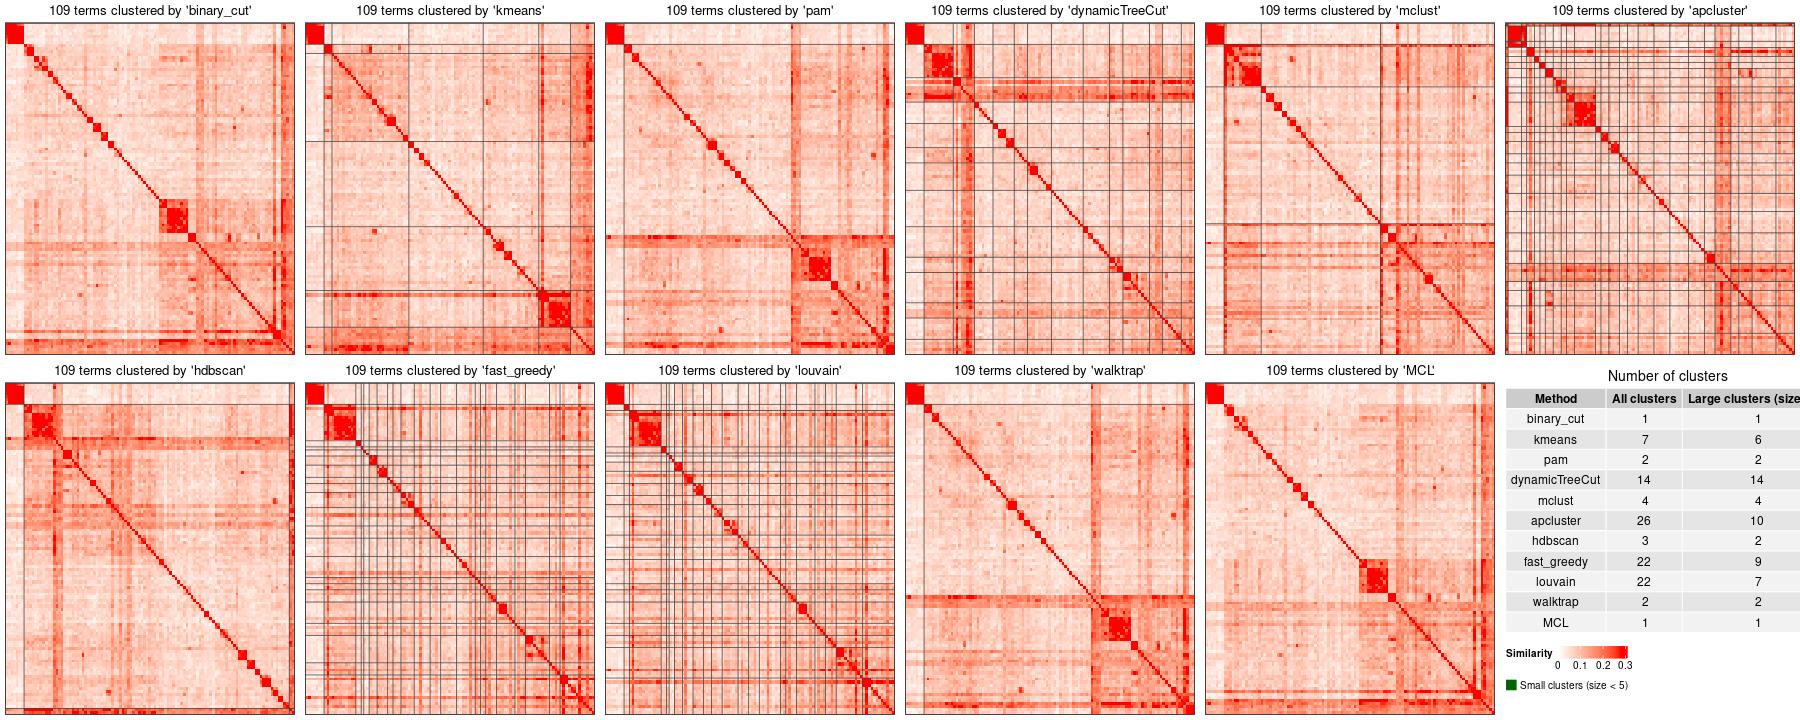 109 terms clustered by 'binary_cut'
109 terms clustered by 'kmeans'
109 terms clustered by 'pam'
109 terms clustered by 'dynamicTreeCut'
109 terms clustered by 'mclust'
109 terms clustered by 'apcluster'
109 terms clustered by 'hdbscan'
109 terms clustered by 'fast_greedy'
109 terms clustered by 'louvain'
109 terms clustered by 'walktrap'
109 terms clustered by 'MCL'
Number of clusters
Method All clusters Large clusters (size
binary_cut 1 1
kmeans 7 6
pam 2 2
dynamicTreeCut 14 14
mclust 4 4
apcluster 26 10
hdbscan 3 2
fast_greedy 22 9
louvain 22 7
walktrap 2 2
MCL 1 1
Similarity
0 0.1 0.2 0.3
Small clusters (size < 5)